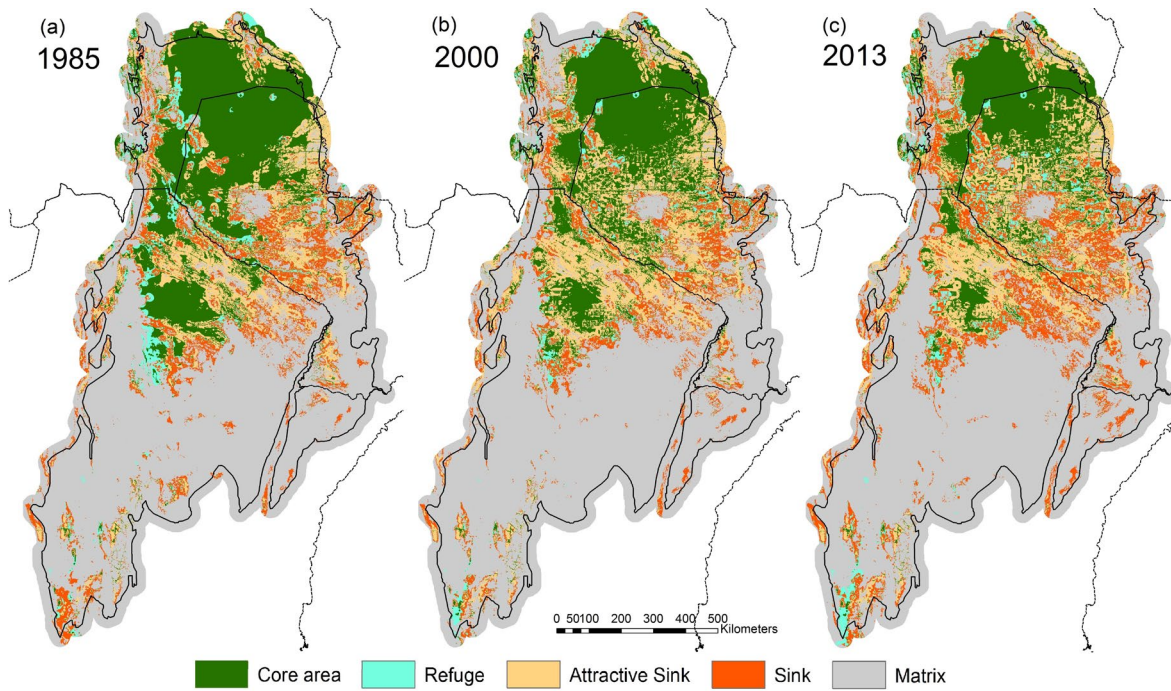 (a)
1985
(b)
2000
(c)
2013
0 50100 200 300 400 500
Kilometers
Core area
Refuge
Attractive Sink
Sink
Matrix